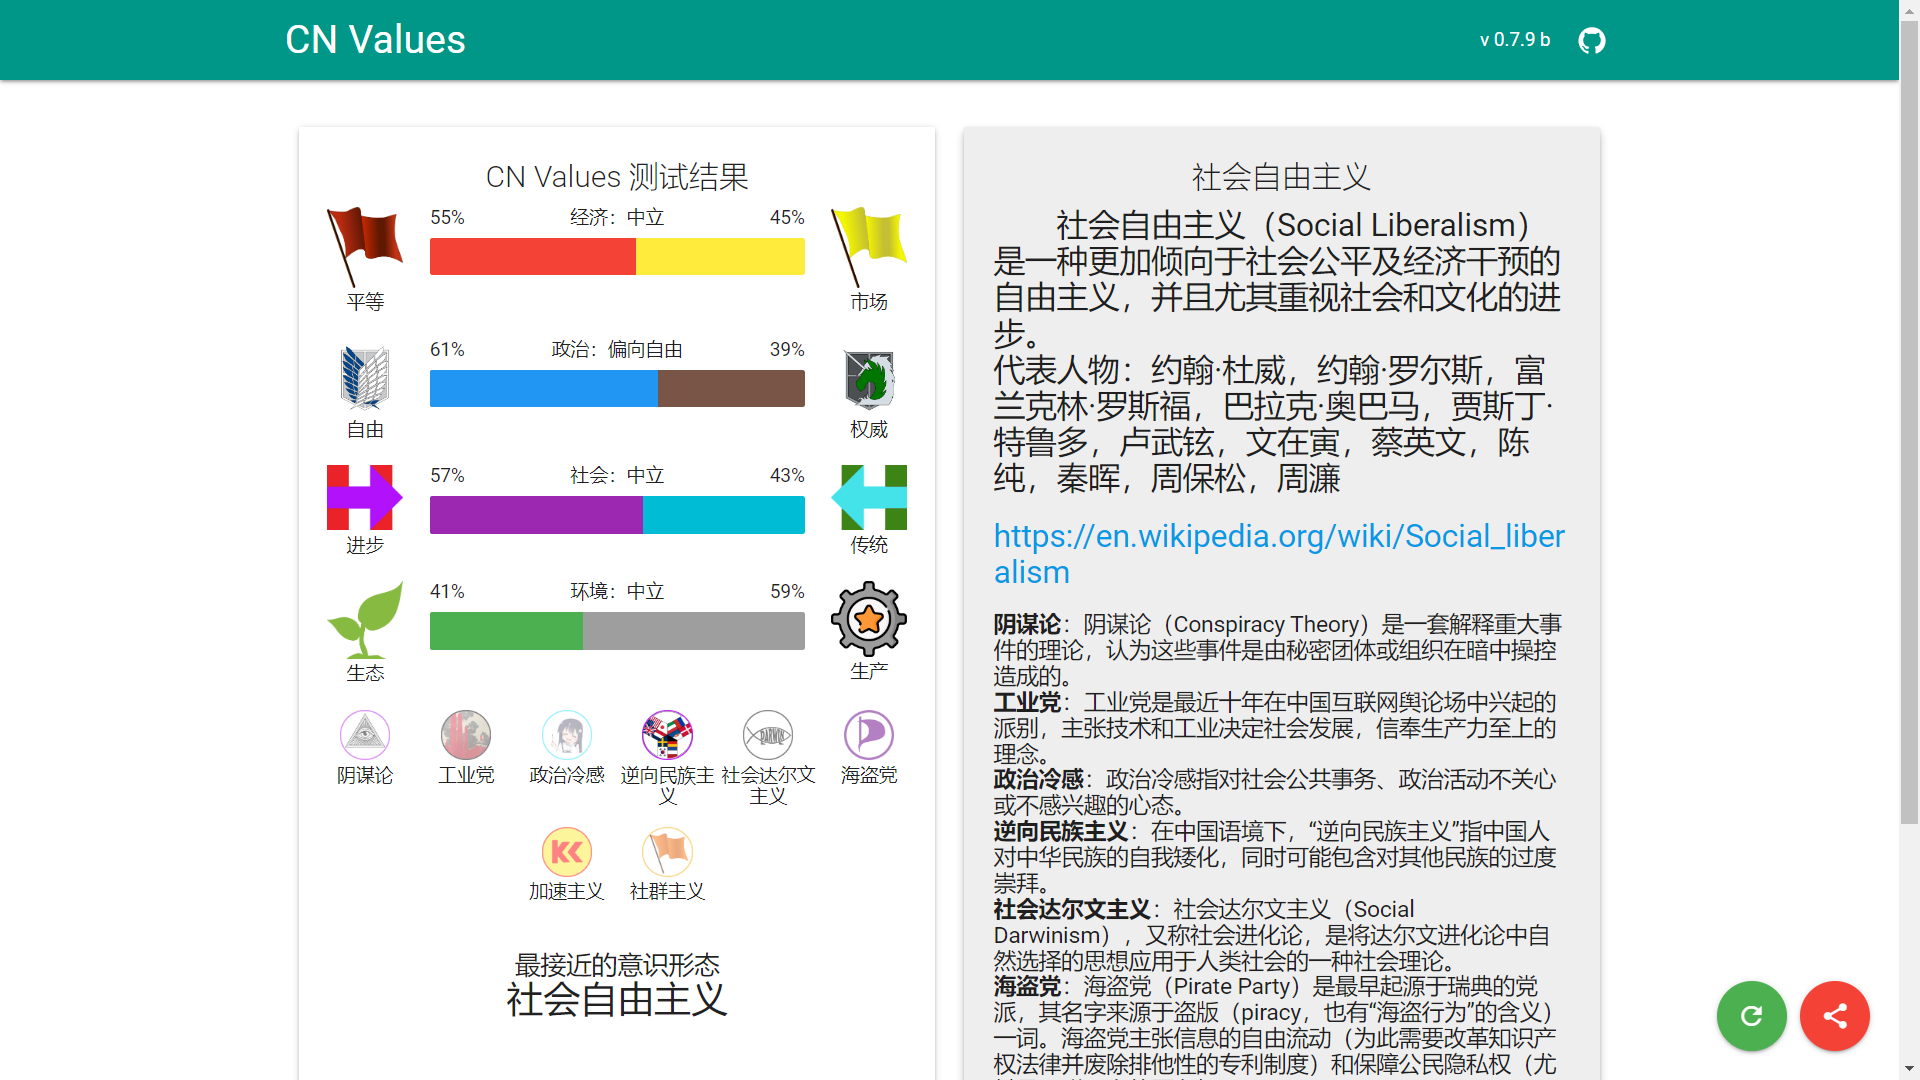 CN Values
v 0.7.9 b
CN Values 测试结果
55%
经济：中立
45%
平等
市场
61%
政治：偏向自由
39%
自由
权威
57%
社会：中立
43%
进步
传统
41%
环境：中立
59%
生态
生产
阴谋论
工业党
政治冷感
逆向民族主
义
社会达尔文
主义
海盗党
加速主义
社群主义
最接近的意识形态
社会自由主义
社会自由主义
社会自由主义（Social Liberalism）
是一种更加倾向于社会公平及经济干预的
自由主义，并且尤其重视社会和文化的进
步。
代表人物：约翰·杜威，约翰·罗尔斯，富
兰克林·罗斯福，巴拉克·奥巴马，贾斯丁·
特鲁多，卢武铉，文在寅，蔡英文，陈
纯，秦晖，周保松，周濂
https://en.wikipedia.org/wiki/Social_liber
alism
阴谋论：阴谋论（Conspiracy Theory）是一套解释重大事
件的理论，认为这些事件是由秘密团体或组织在暗中操控
造成的。
工业党：工业党是最近十年在中国互联网舆论场中兴起的
派别，主张技术和工业决定社会发展，信奉生产力至上的
理念。
政治冷感：政治冷感指对社会公共事务、政治活动不关心
或不感兴趣的心态。
逆向民族主义：在中国语境下，“逆向民族主义”指中国人
对中华民族的自我矮化，同时可能包含对其他民族的过度
崇拜。
社会达尔文主义：社会达尔文主义（Social
Darwinism），又称社会进化论，是将达尔文进化论中自
然选择的思想应用于人类社会的一种社会理论。
海盗党：海盗党（Pirate Party）是最早起源于瑞典的党
派，其名字来源于盗版（piracy，也有“海盗行为”的含义）
一词。海盗党主张信息的自由流动（为此需要改革知识产
权法律并废除排他性的专利制度）和保障公民隐私权（尤